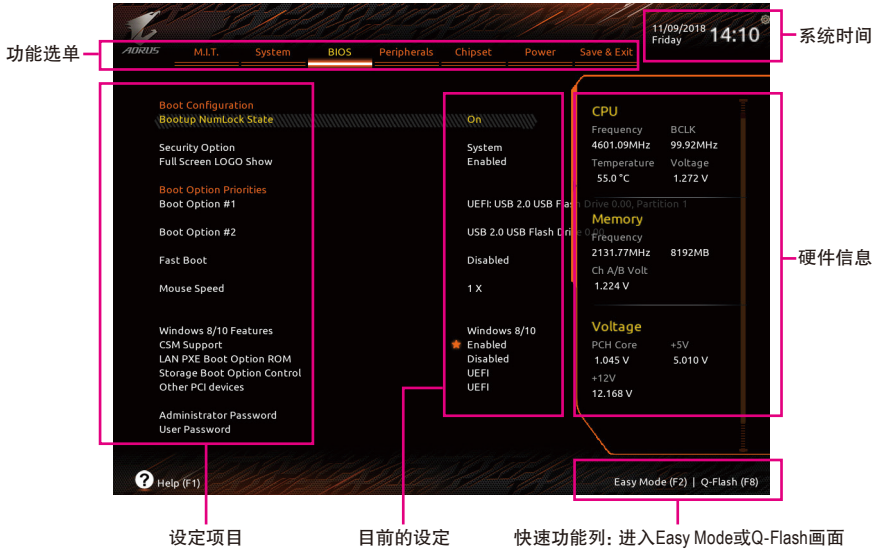 功能选单
AORUS
M.I.T. System BIOS Peripherals Chipset Power Save & Exit
11/09/2018
Friday
14:10
系统时间
Boot Configuration
Bootup NumLock State On
Security Option System
Full Screen LOGO Show Enabled
Boot Option Priorities
Boot Option #1 UEFI: USB 2.0 USB Flash Drive 0.00, Partition 1
Boot Option #2 USB 2.0 USB Flash Drive 0.00
Fast Boot Disabled
Mouse Speed 1 X
Windows 8/10 Features Windows 8/10
CSM Support Enabled
LAN PXE Boot Option ROM Disabled
Storage Boot Option Control UEFI
Other PCI devices UEFI
Administrator Password
User Password
CPU
Frequency BCLK
4601.09MHz 99.92MHz
Temperature Voltage
55.0 °C 1.272 V
Memory
Frequency
2131.77MHz 8192MB
Ch A/B Volt
1.224 V
Voltage
PCH Core +5V
1.045 V 5.010 V
+12V
12.168 V
硬件信息
? Help (F1)
Easy Mode (F2) | Q-Flash (F8)
设定项目
目前的设定
快速功能列: 进入Easy Mode或Q-Flash画面